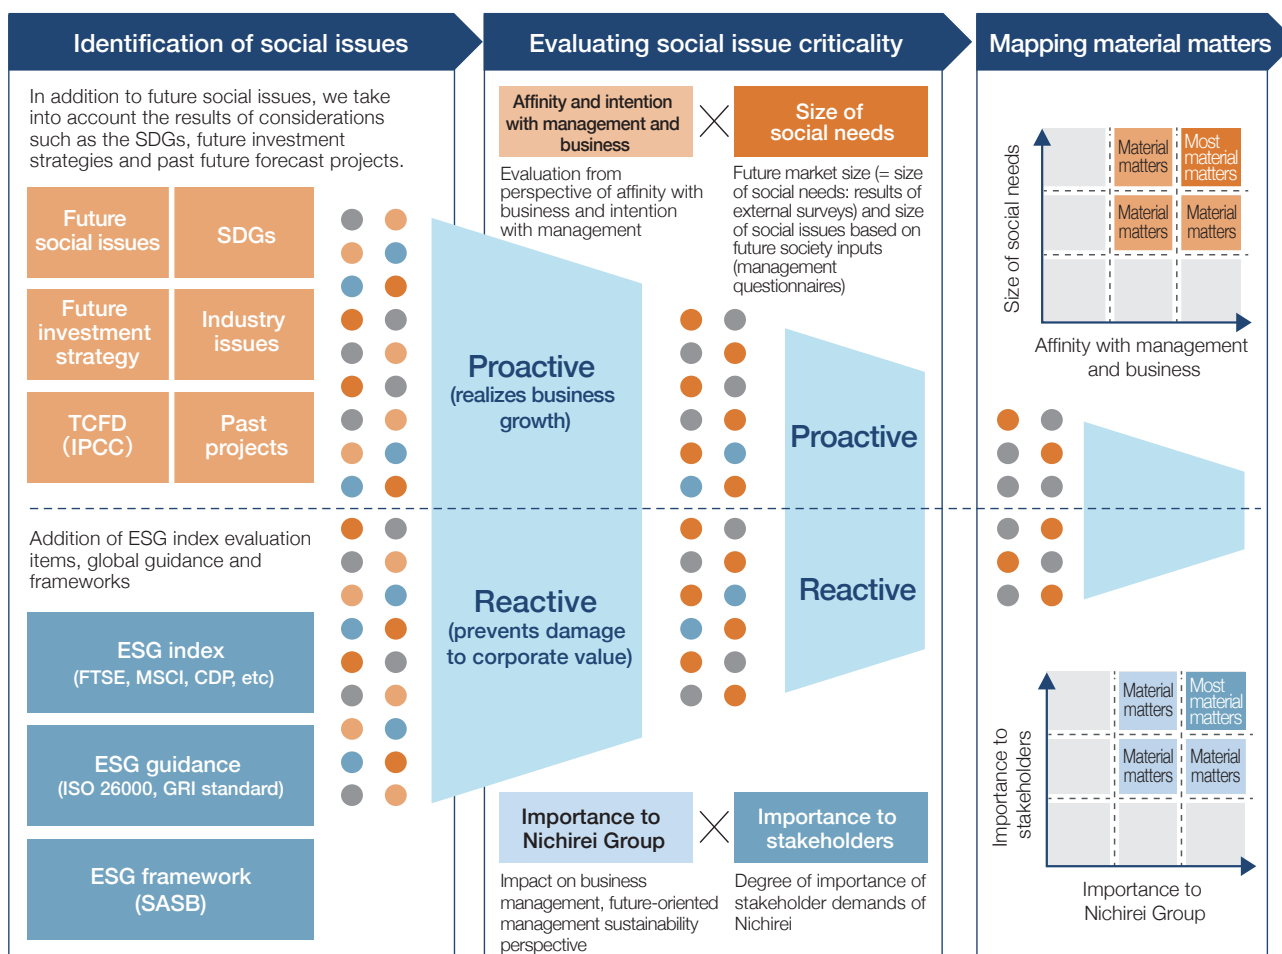 Identification of social issues
In addition to future social issues, we take
into account the results of considerations
such as the SDGs, future investment
strategies and past future forecast projects.
Future
social issues
SDGs
Future
investment
strategy
Industry
issues
TCFD
(IPCC)
Past
projects
Addition of ESG index evaluation
items, global guidance and
frameworks
ESG index
(FTSE, MSCI, CDP, etc)
ESG guidance
(ISO 26000, GRI standard)
ESG framework
(SASB)
Evaluating social issue criticality
Affinity and intention
with management and
business
Size of
social needs
Evaluation from
perspective of affinity with
business and intention
with management
Future market size (= size
of social needs: results of
external surveys) and size
of social issues based on
future society inputs
(management
questionnaires)
Proactive
(realizes business
growth)
Proactive
Reactive
(prevents damage
to corporate value)
Reactive
Importance to
Nichirei Group
Importance to
stakeholders
Impact on business
management, future-oriented
management sustainability
perspective
Degree of importance of
stakeholder demands of
Nichirei
Mapping material matters
Size of social needs
Material
matters
Most
material
matters
Material
matters
Material
matters
Affinity with management
and business
Importance to
stakeholders
Material
matters
Most
material
matters
Material
matters
Material
matters
Importance to
Nichirei Group